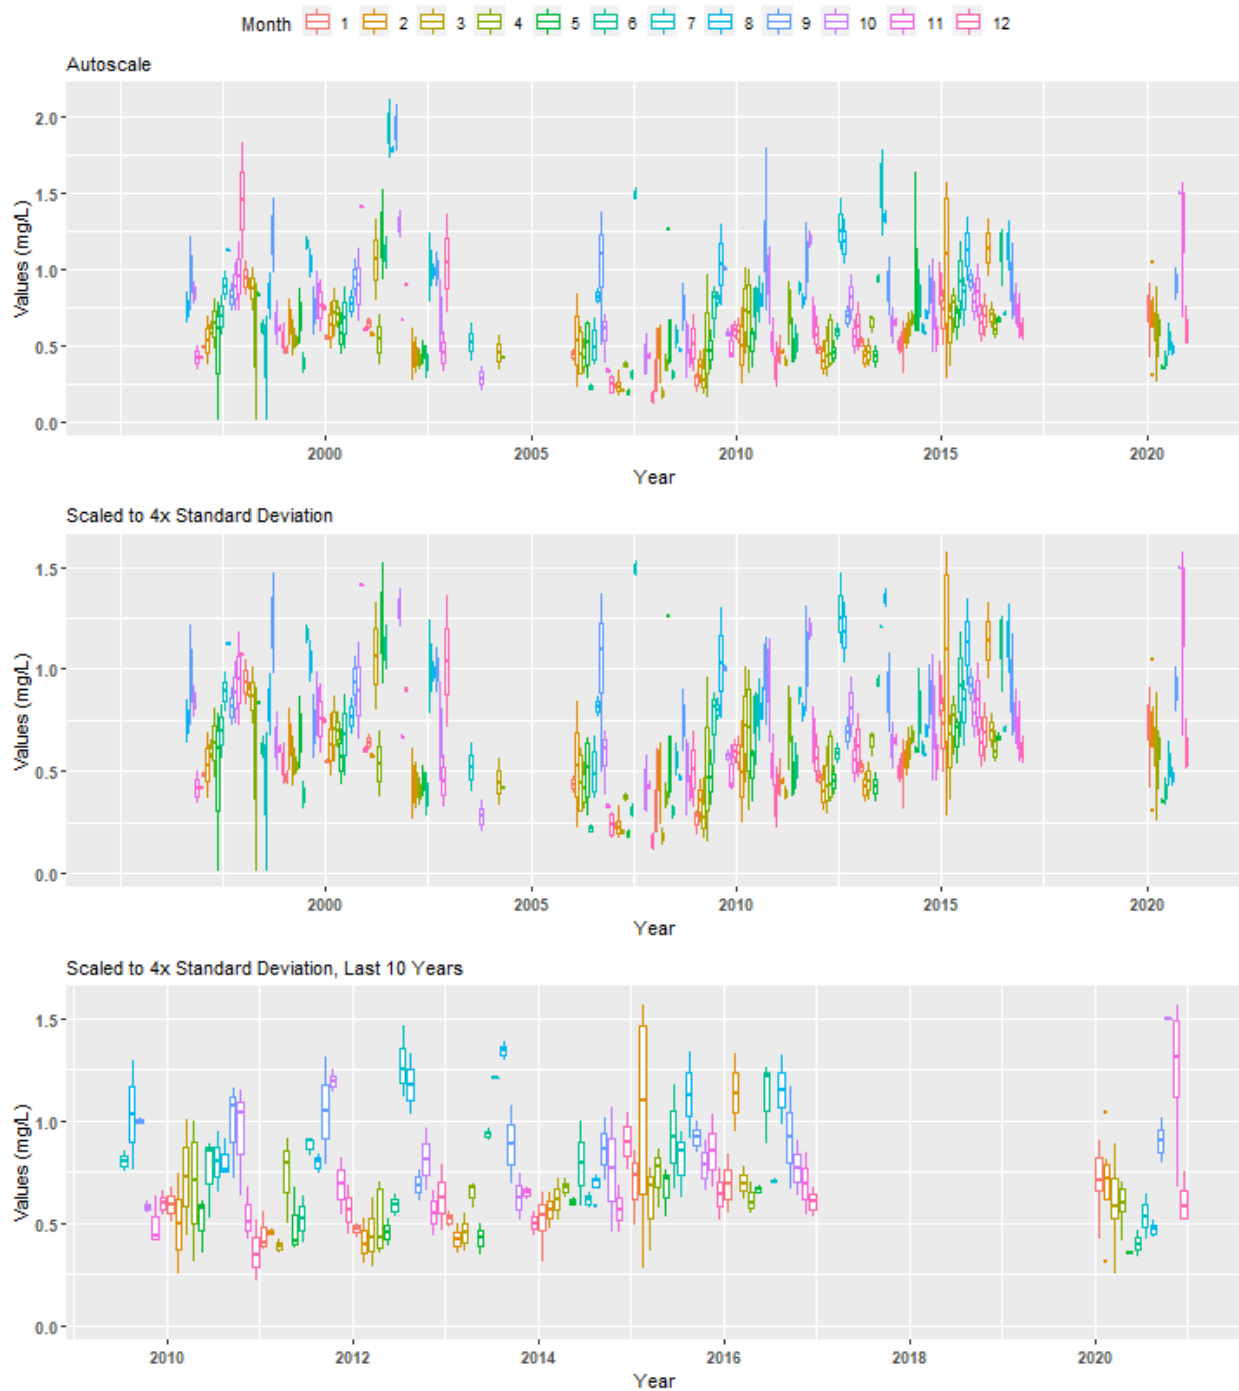 Month 1 2 3 4 5 6 7 8 9 10 11 12
Autoscale
Values (mg/L)
2.0
1.5
1.0
0.5
0.0
2000 2005 2010 2015 2020
Year
Scaled to 4x Standard Deviation
Values (mg/L)
1.5
1.0
0.5
0.0
2000 2005 2010 2015 2020
Year
Scaled to 4x Standard Deviation, Last 10 Years
Values (mg/L)
1.5
1.0
0.5
0.0
2010 2012 2014 2016 2018 2020
Year